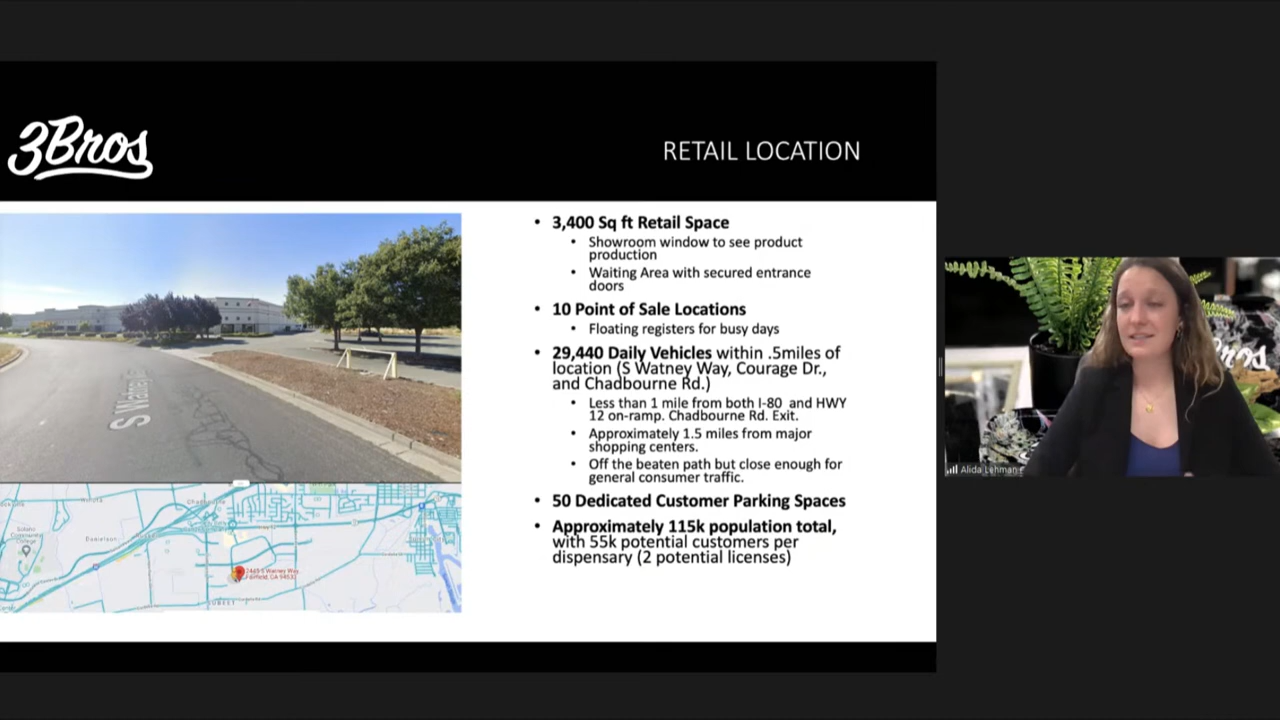 3Bros
RETAIL LOCATION
• 3,400 Sq ft Retail Space
• Showroom window to see product
production
• Waiting Area with secured entrance
doors
• 10 Point of Sale Locations
• Floating registers for busy days
• 29,440 Daily Vehicles within .5miles of
location (S Watney Way, Courage Dr.,
and Chadbourne Rd.)
• Less than 1 mile from both I-80 and HWY
12 on-ramp. Chadbourne Rd. Exit.
• Approximately 1.5 miles from major
shopping centers.
• Off the beaten path but close enough for
general consumer traffic.
• 50 Dedicated Customer Parking Spaces
• Approximately 115k population total,
with 55k potential customers per
dispensary (2 potential licenses)
S Watney
Danielson
S Watney Way
Fairfield, CA 94533
Alida Lehman